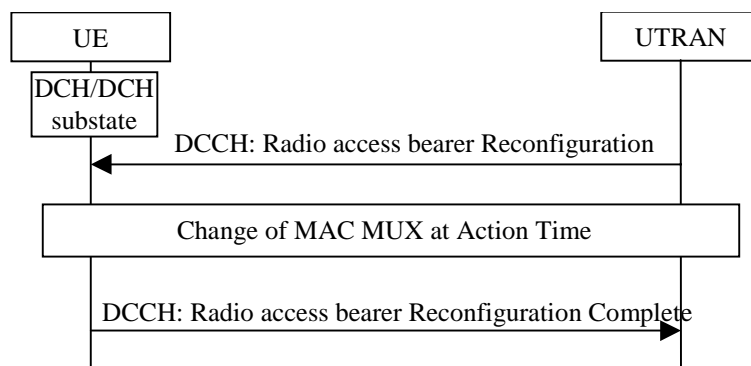 UE
UTRAN
DCH/DCH
substate
DCCH: Radio access bearer Reconfiguration
Change of MAC MUX at Action Time
DCCH: Radio access bearer Reconfiguration Complete